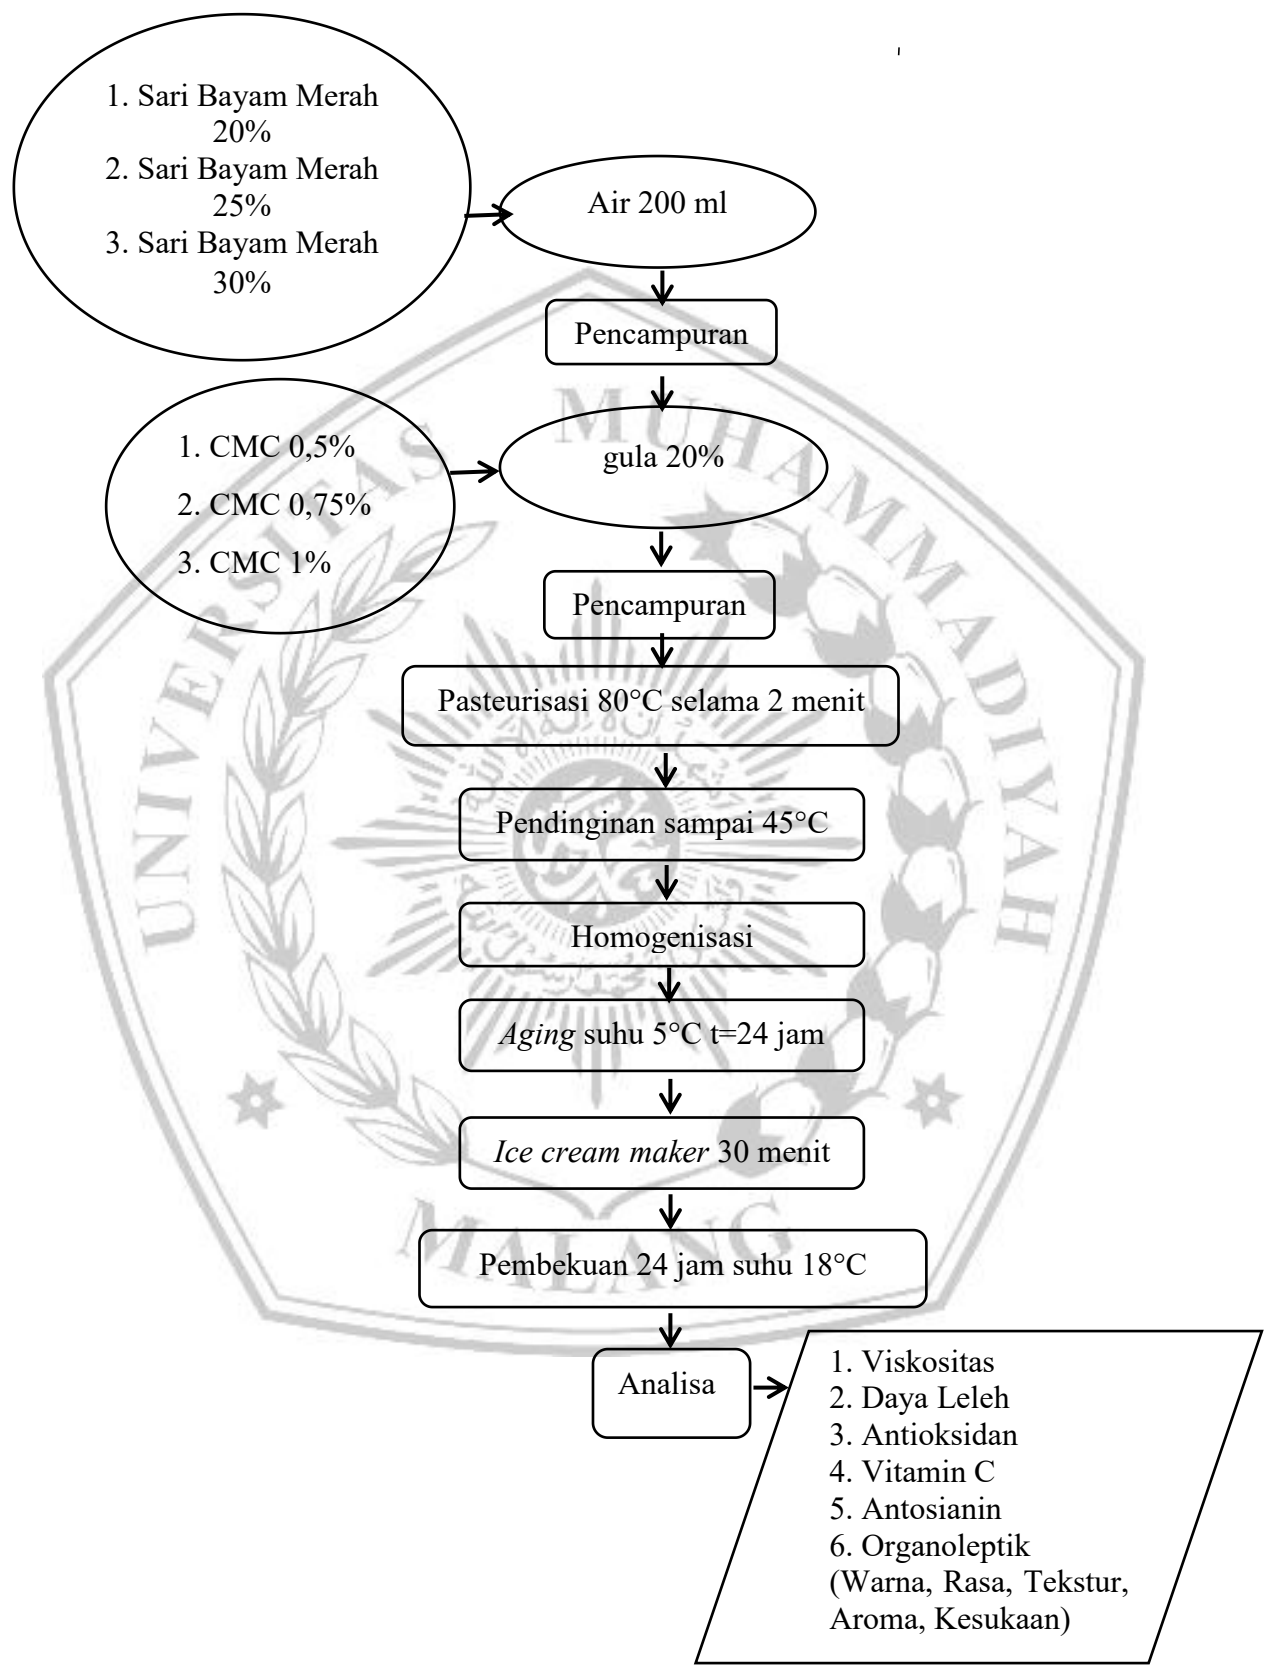 1. Sari Bayam Merah
20%
2. Sari Bayam Merah
25%
3. Sari Bayam Merah
30%
Air 200 ml
Pencampuran
1. CMC 0,5%
2. CMC 0,75%
3. CMC 1%
gula 20%
Pencampuran
Pasteurisasi 80°C selama 2 menit
Pendinginan sampai 45°C
Homogenisasi
Aging suhu 5°C t=24 jam
Ice cream maker 30 menit
Pembekuan 24 jam suhu 18°C
Analisa
1. Viskositas
2. Daya Leleh
3. Antioksidan
4. Vitamin C
5. Antosianin
6. Organoleptik
(Warna, Rasa, Tekstur,
Aroma, Kesukaan)
UNIVERSITAS MUHAMMADIYAH
MALANG